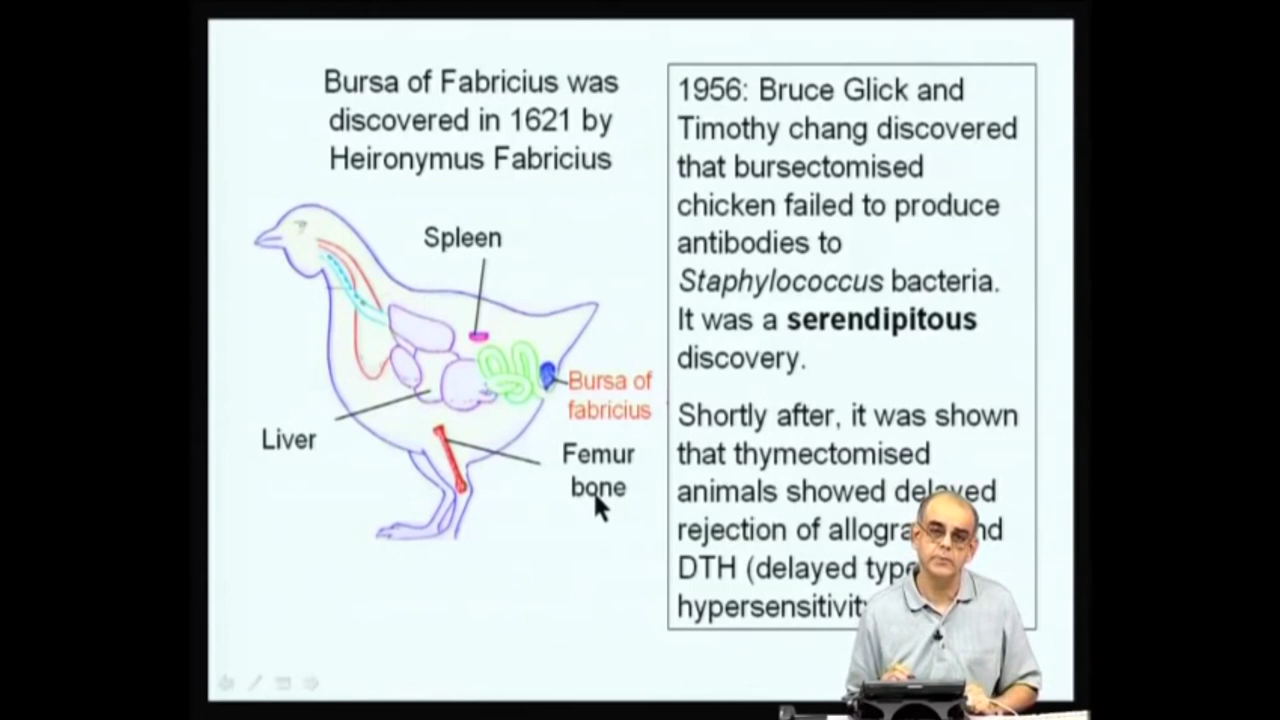 Bursa of Fabricius was
discovered in 1621 by
Heironymus Fabricius
Spleen
Bursa of
fabricius
Liver
Femur
bone
1956: Bruce Glick and
Timothy chang discovered
that bursectomised
chicken failed to produce
antibodies to
Staphylococcus bacteria.
It was a serendipitous
discovery.
Shortly after, it was shown
that thymectomised
animals showed delayed
rejection of allogra nd
DTH (delayed type
hypersensitivit